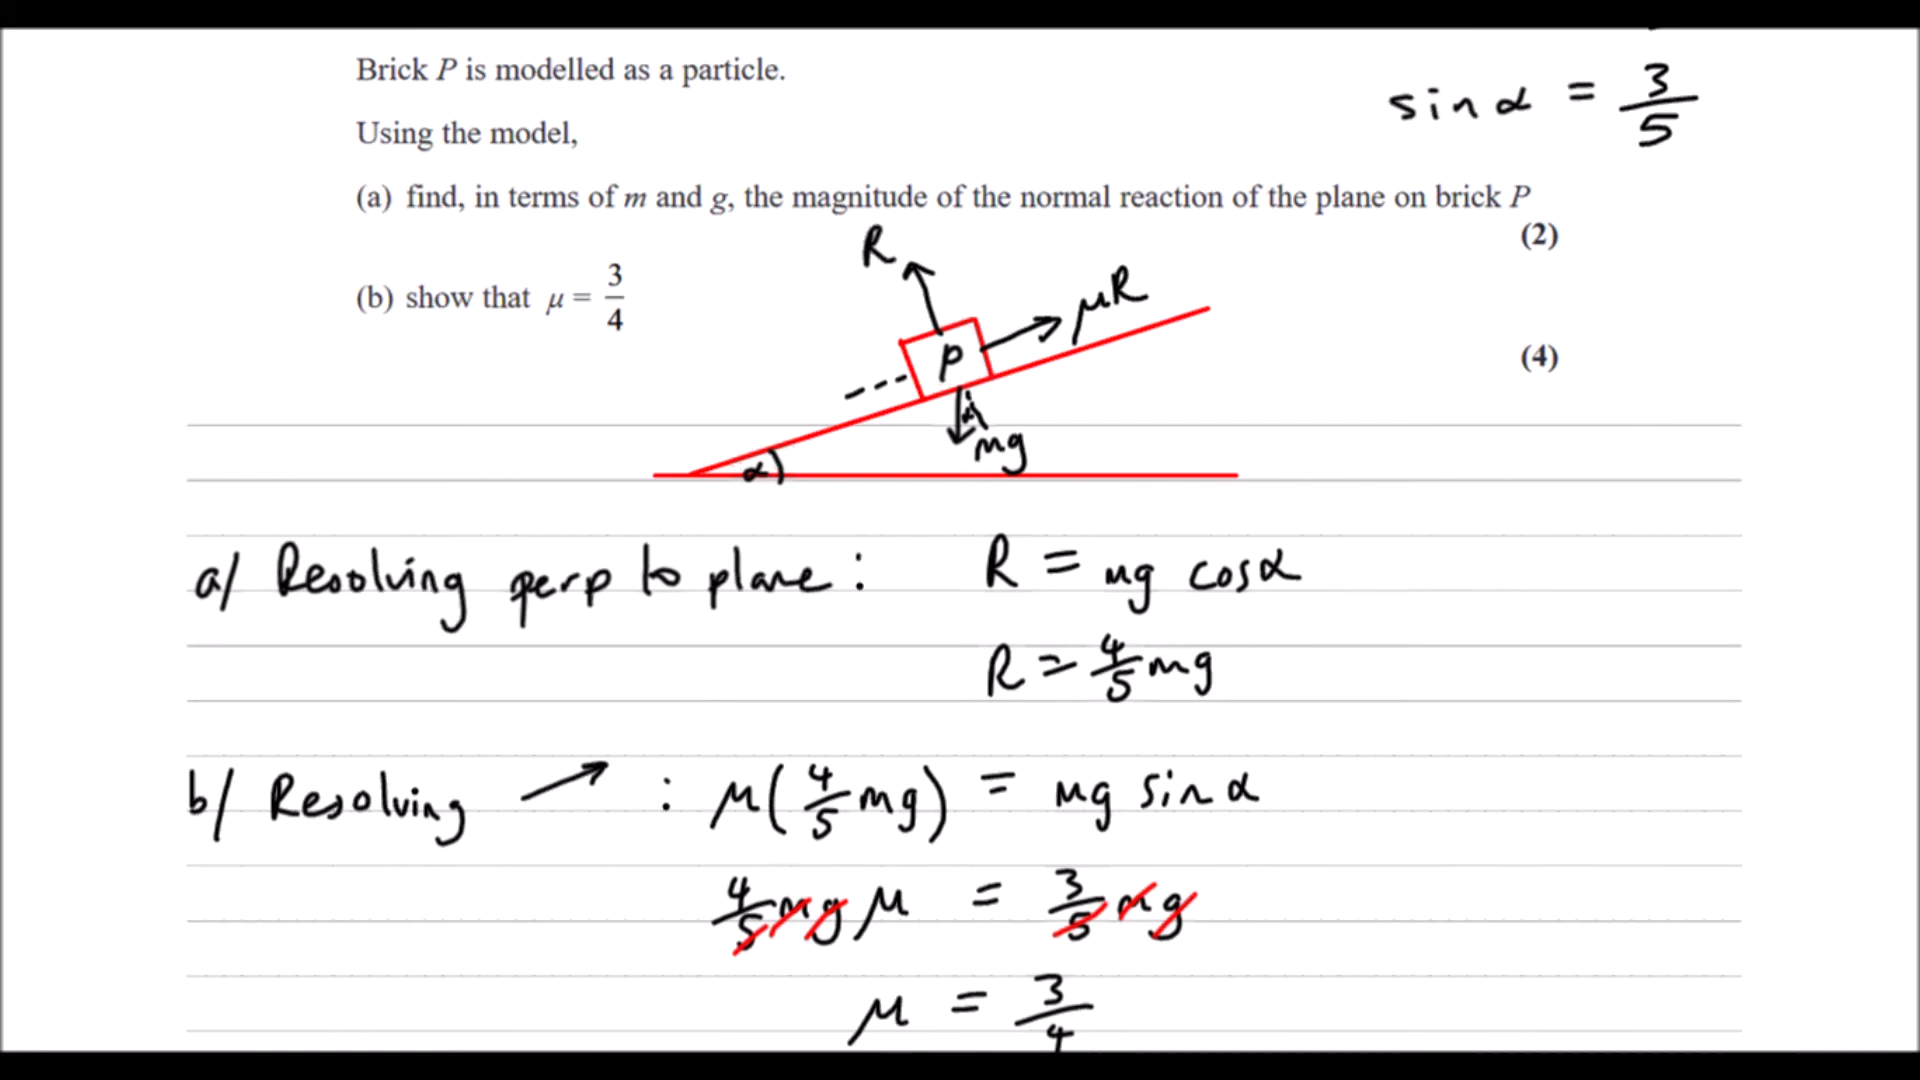 Brick P is modelled as a particle.
sin α = 3/5
Using the model,
(a) find, in terms of m and g, the magnitude of the normal reaction of the plane on brick P
(2)
(b) show that μ = 3/4
(4)
R
μR
P
α
mg
α
a/ Resolving perp to plane : R = mg cosα
R = 4/5 mg
b/ Resolving ↗ : μ(4/5 mg) = mg sin α
4/5 mg μ = 3/5 mg
μ = 3/4